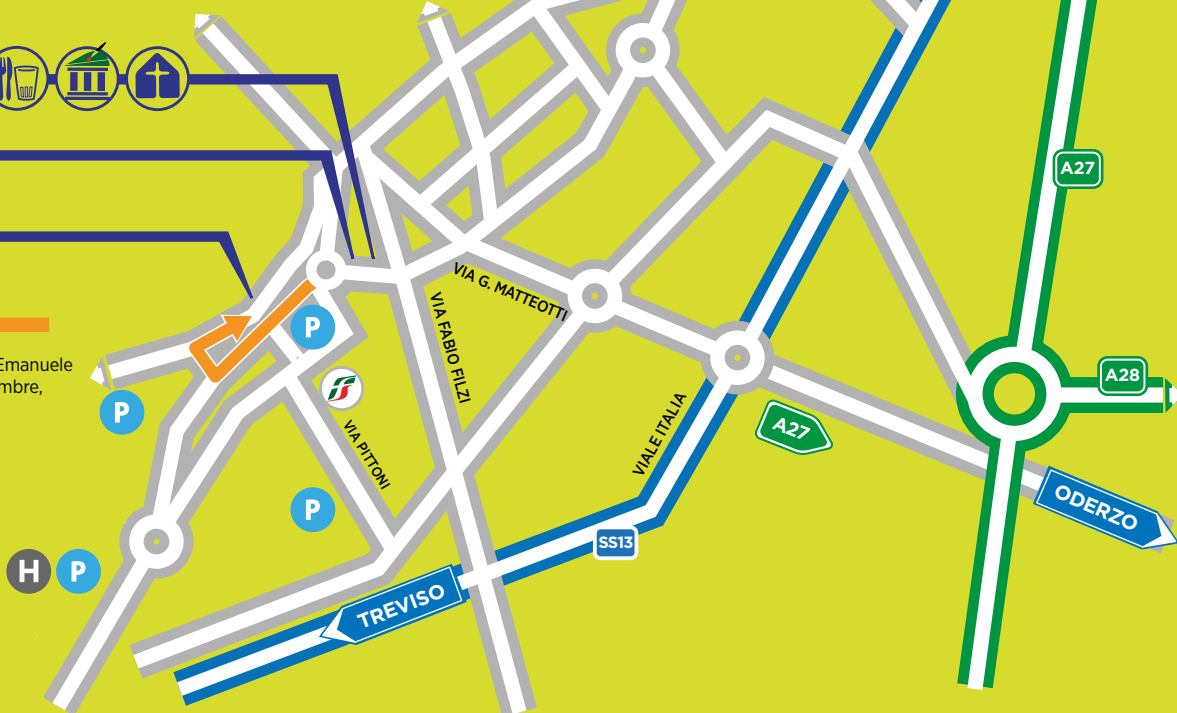 A27
VIA G. MATTEOTTI
VIA FABIO FILZI
P
Emanuele
A28
mbre,
P
VIALE ITALIA
A27
VIA PITTONI
ODERZO
P
SS13
H
P
TREVISO